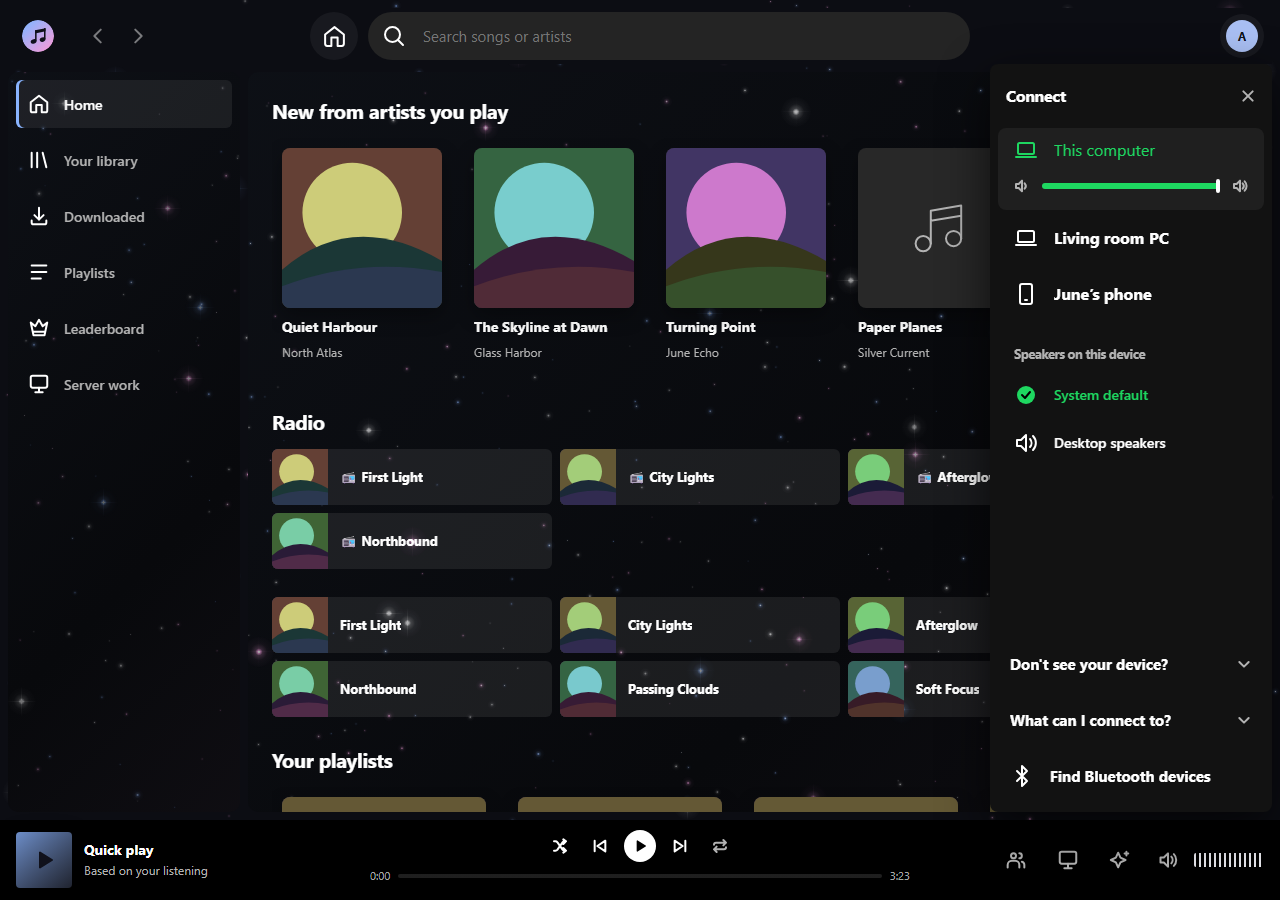 Search songs or artists
A
Home
Your library
Downloaded
Playlists
Leaderboard
Server work
New from artists you play
Quiet Harbour
North Atlas
The Skyline at Dawn
Glass Harbor
Turning Point
June Echo
Paper Planes
Silver Current
Radio
First Light
City Lights
Afterglo
Northbound
First Light
City Lights
Afterglow
Northbound
Passing Clouds
Soft Focus
Your playlists
Connect
This computer
Living room PC
June's phone
Speakers on this device
System default
Desktop speakers
Don't see your device?
What can I connect to?
Find Bluetooth devices
Quick play
Based on your listening
0:00
3:23